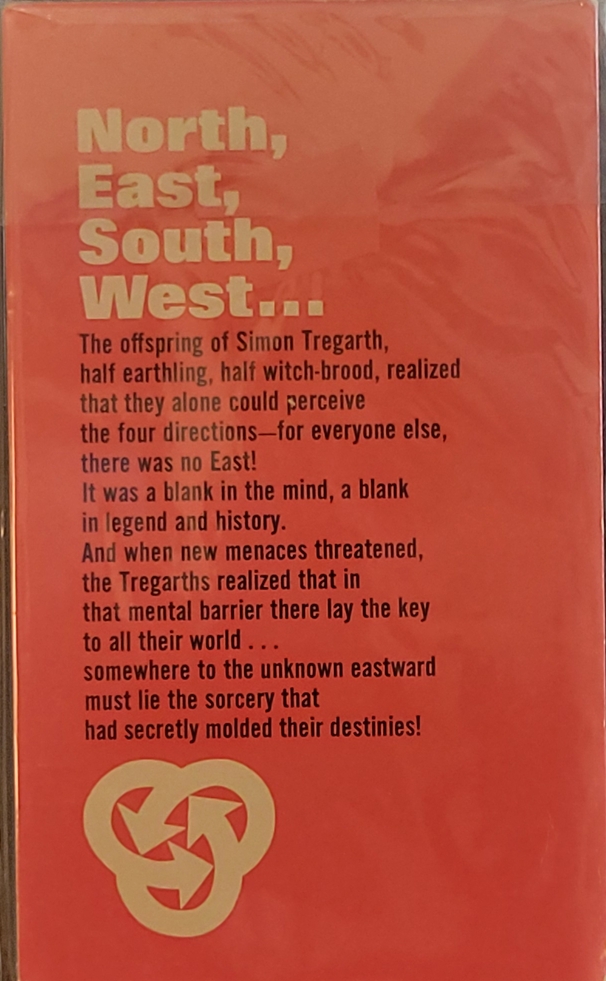 North,
East,
South,
West...
The offspring of Simon Tregarth,
half earthling, half witch-brood, realized
that they alone could perceive
the four directions—for everyone else,
there was no East!
It was a blank in the mind, a blank
in legend and history.
And when new menaces threatened,
the Tregarths realized that in
that mental barrier there lay the key
to all their world . . .
somewhere to the unknown eastward
must lie the sorcery that
had secretly molded their destinies!